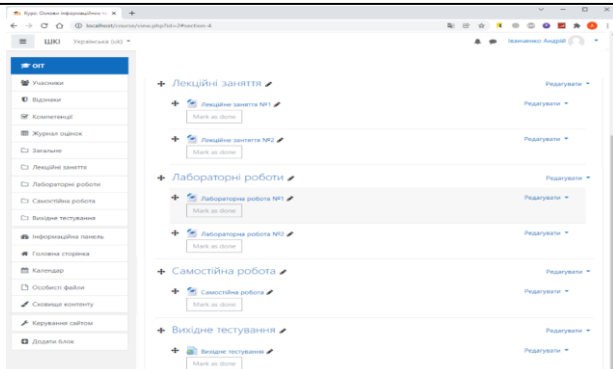 Курс: Основи інформаційних те
localhost/course/view.php?id=2#section-4
ШКІ
Українська (uk)
Іванченко Андрій
ОІТ
Учасники
Відзнаки
Компетенції
Журнал оцінок
Загальне
Лекційні заняття
Лабораторні роботи
Самостійна робота
Вихідне тестування
Інформаційна панель
Головна сторінка
Календар
Особисті файли
Сховище контенту
Керування сайтом
Додати блок
Лекційні заняття
Редагувати
Лекційне заняття №1
Редагувати
Mark as done
Лекційне заняття №2
Редагувати
Mark as done
Лабораторні роботи
Редагувати
Лабораторна робота №1
Редагувати
Mark as done
Лабораторна робота №2
Редагувати
Mark as done
Самостійна робота
Редагувати
Самостійна робота
Редагувати
Mark as done
Вихідне тестування
Редагувати
Вихідне тестування
Редагувати
Mark as done